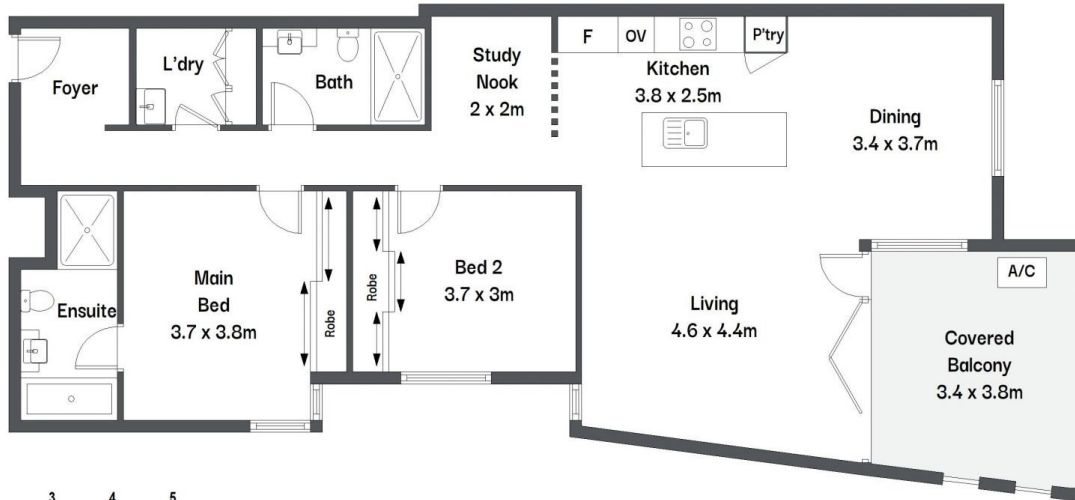 Foyer
L'dry
Bath
Study
Nook
2 x 2m
F
OV
P'try
Kitchen
3.8 x 2.5m
Dining
3.4 x 3.7m
Ensuite
Main
Bed
3.7 x 3.8m
Robe
Robe
Bed 2
3.7 x 3m
Living
4.6 x 4.4m
A/C
Covered
Balcony
3.4 x 3.8m
3 4 5